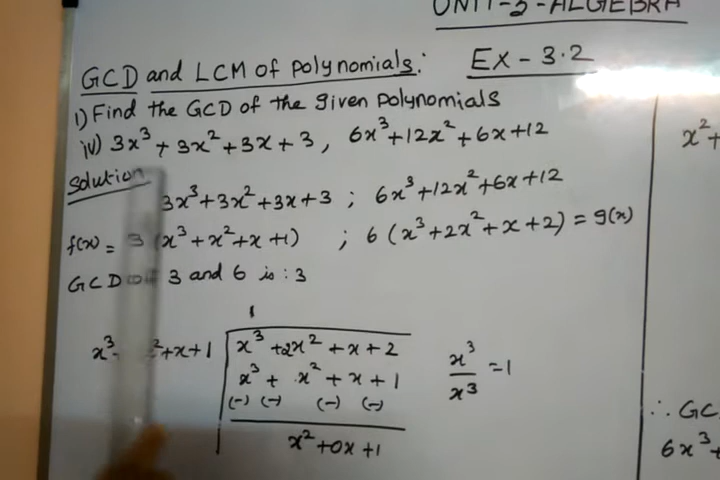 UNIT-3-ALGEBRA
GCD and LCM of Polynomials: Ex - 3.2
1) Find the GCD of the given polynomials
iv) 3x³ + 3x² + 3x + 3, 6x³ + 12x² + 6x + 12
Solution
3x³ + 3x² + 3x + 3 ; 6x³ + 12x² + 6x + 12
f(x) = 3 (x³ + x² + x + 1) ; 6 (x³ + 2x² + x + 2) = g(x)
GCD 3 and 6 is : 3
1
x³ ² + x + 1 x³ + 2x² + x + 2
x³ + x² + x + 1
(-) (-) (-) (-)
x² + 0x + 1
x³/x³ = 1
x² +
∴ GC
6x³ +